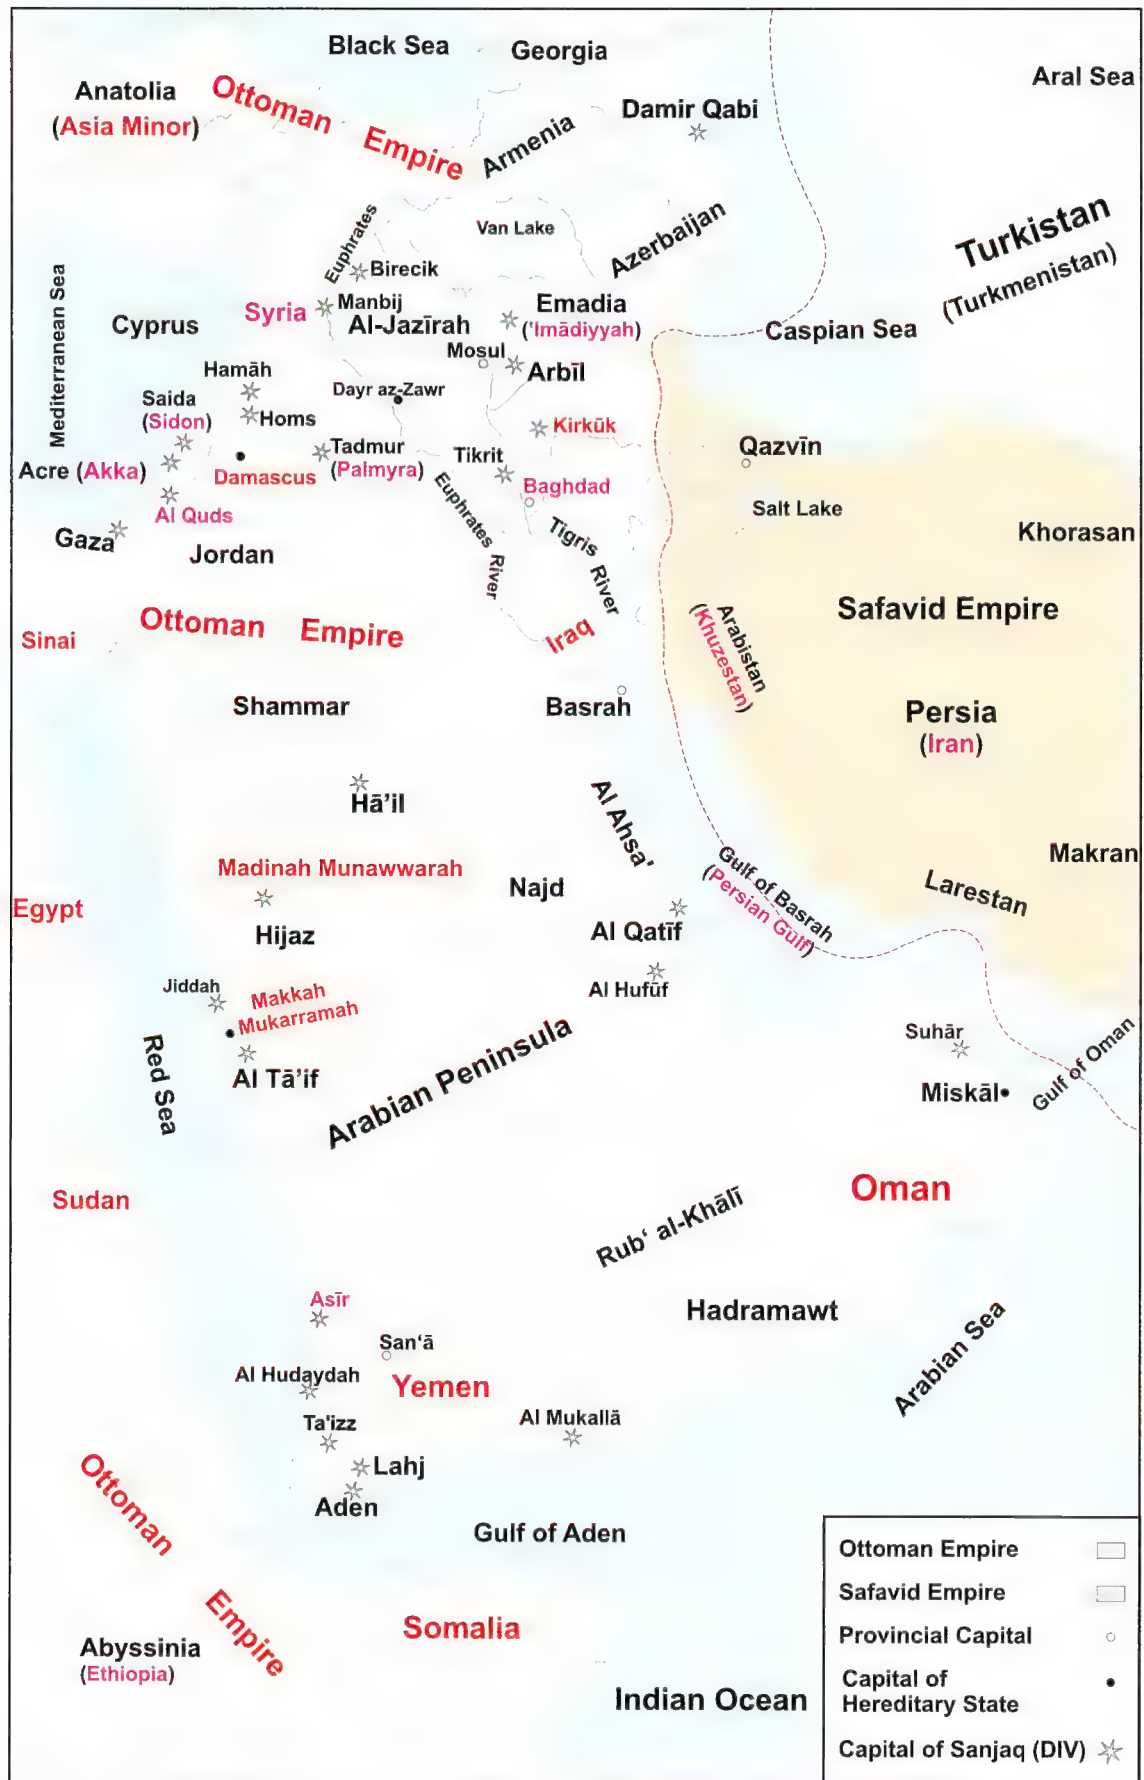 Black Sea
Georgia
Aral Sea
Anatolia
(Asia Minor)
Ottoman Empire
Damir Qabi
Armenia
Turkistan
(Turkmenistan)
Van Lake
Azerbaijan
Euphrates
Birecik
Mediterranean Sea
Syria
Manbij
Emadia
('Imādiyyah)
Cyprus
Al-Jazīrah
Caspian Sea
Mosul
Arbīl
Hamāh
Dayr az-Zawr
Saida
(Sidon)
Homs
Kirkūk
Qazvīn
Tadmur
(Palmyra)
Tikrit
Acre (Akka)
Damascus
Baghdad
Al Quds
Salt Lake
Euphrates River
Tigris River
Gaza
Jordan
Khorasan
Safavid Empire
Ottoman Empire
Sinai
Iraq
Arabistan
(Khuzestan)
Shammar
Basrah
Persia
(Iran)
Hā'il
Al Ahsa'
Madinah Munawwarah
Najd
Gulf of Basrah
(Persian Gūlf)
Makran
Larestan
Egypt
Hijaz
Al Qatīf
Jiddah
Makkah
Mukarramah
Al Hufūf
Red Sea
Al Tā'if
Arabian Peninsula
Suhār
Miskāl
Gulf of Oman
Sudan
Oman
Rub‘ al-Khālī
Asīr
Hadramawt
San‘ā
Arabian Sea
Al Hudaydah
Yemen
Ta'izz
Al Mukallā
Lahj
Aden
Ottoman Empire
Gulf of Aden
Somalia
Abyssinia
(Ethiopia)
Indian Ocean
Ottoman Empire
Safavid Empire
Provincial Capital
Capital of
Hereditary State
Capital of Sanjaq (DIV)